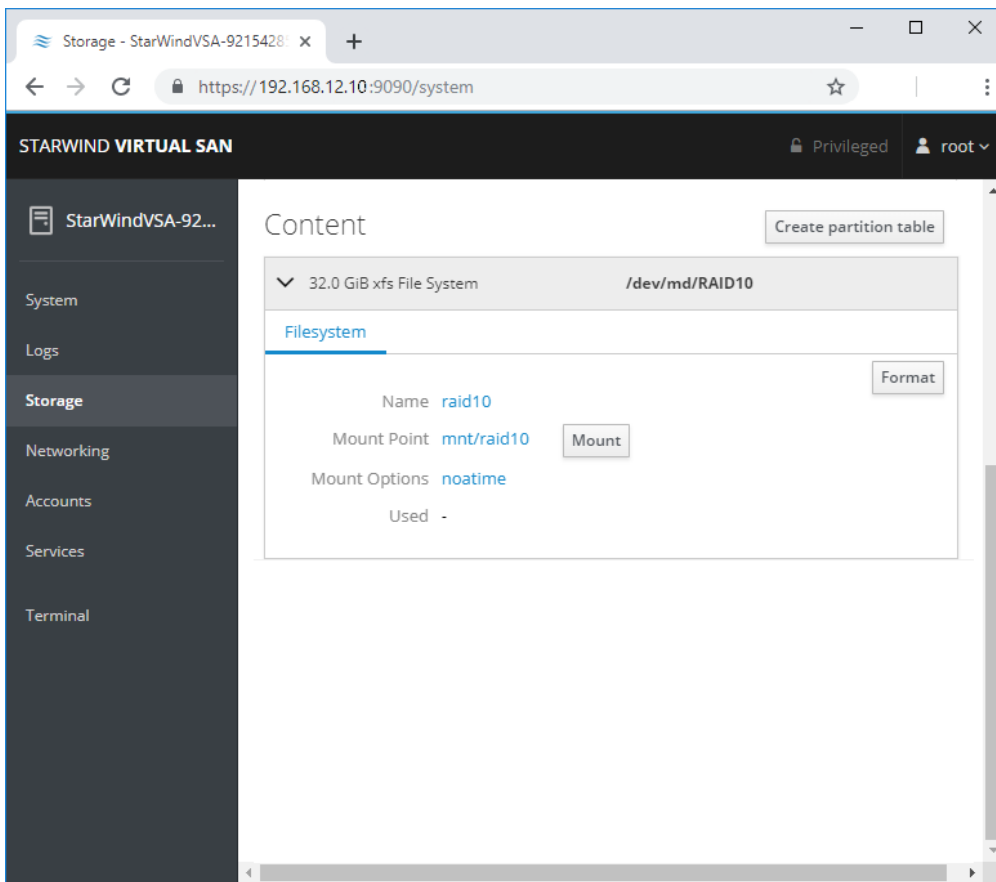 Storage - StarWindVSA-9215428
https://192.168.12.10:9090/system
STARWIND VIRTUAL SAN
Privileged
root
StarWindVSA-92...
System
Logs
Storage
Networking
Accounts
Services
Terminal
Content
Create partition table
32.0 GiB xfs File System /dev/md/RAID10
Filesystem
Format
Name raid10
Mount Point mnt/raid10 Mount
Mount Options noatime
Used -